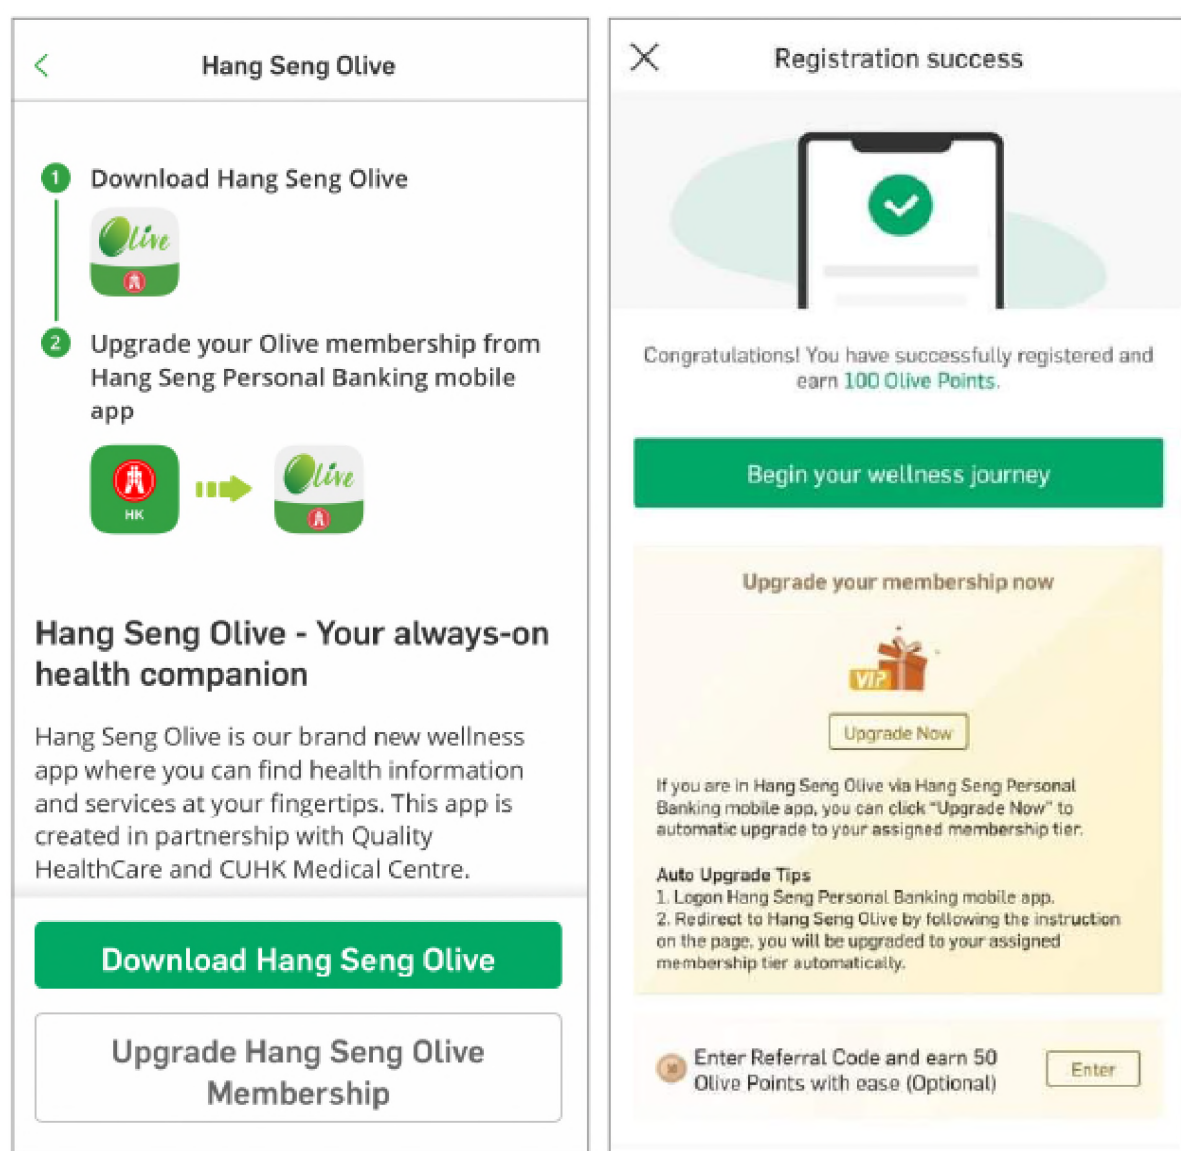 Hang Seng Olive
1 Download Hang Seng Olive
Olive
2 Upgrade your Olive membership from
Hang Seng Personal Banking mobile
app
HK
Olive
Hang Seng Olive - Your always-on
health companion
Hang Seng Olive is our brand new wellness
app where you can find health information
and services at your fingertips. This app is
created in partnership with Quality
HealthCare and CUHK Medical Centre.
Download Hang Seng Olive
Upgrade Hang Seng Olive
Membership
Registration success
Congratulations! You have successfully registered and
earn 100 Olive Points.
Begin your wellness journey
Upgrade your membership now
VIP
Upgrade Now
If you are in Hang Seng Olive via Hang Seng Personal
Banking mobile app, you can click "Upgrade Now" to
automatic upgrade to your assigned membership tier.
Auto Upgrade Tips
1. Logon Hang Seng Personal Banking mobile app.
2. Redirect to Hang Seng Olive by following the instruction
on the page, you will be upgraded to your assigned
membership tier automatically.
Enter Referral Code and earn 50
Olive Points with ease (Optional)
Enter